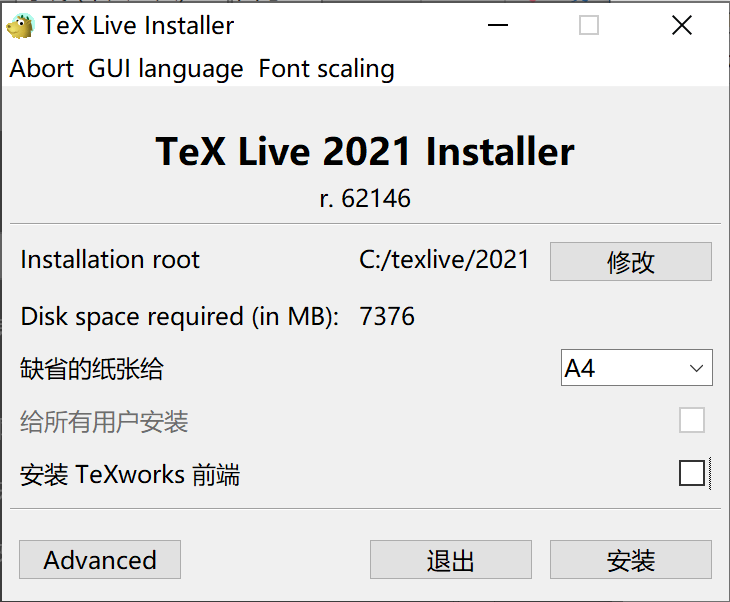 TeX Live Installer
Abort GUI language Font scaling
TeX Live 2021 Installer
r. 62146
Installation root C:/texlive/2021 修改
Disk space required (in MB): 7376
缺省的纸张给 A4
给所有用户安装
安装 TeXworks 前端
Advanced 退出 安装